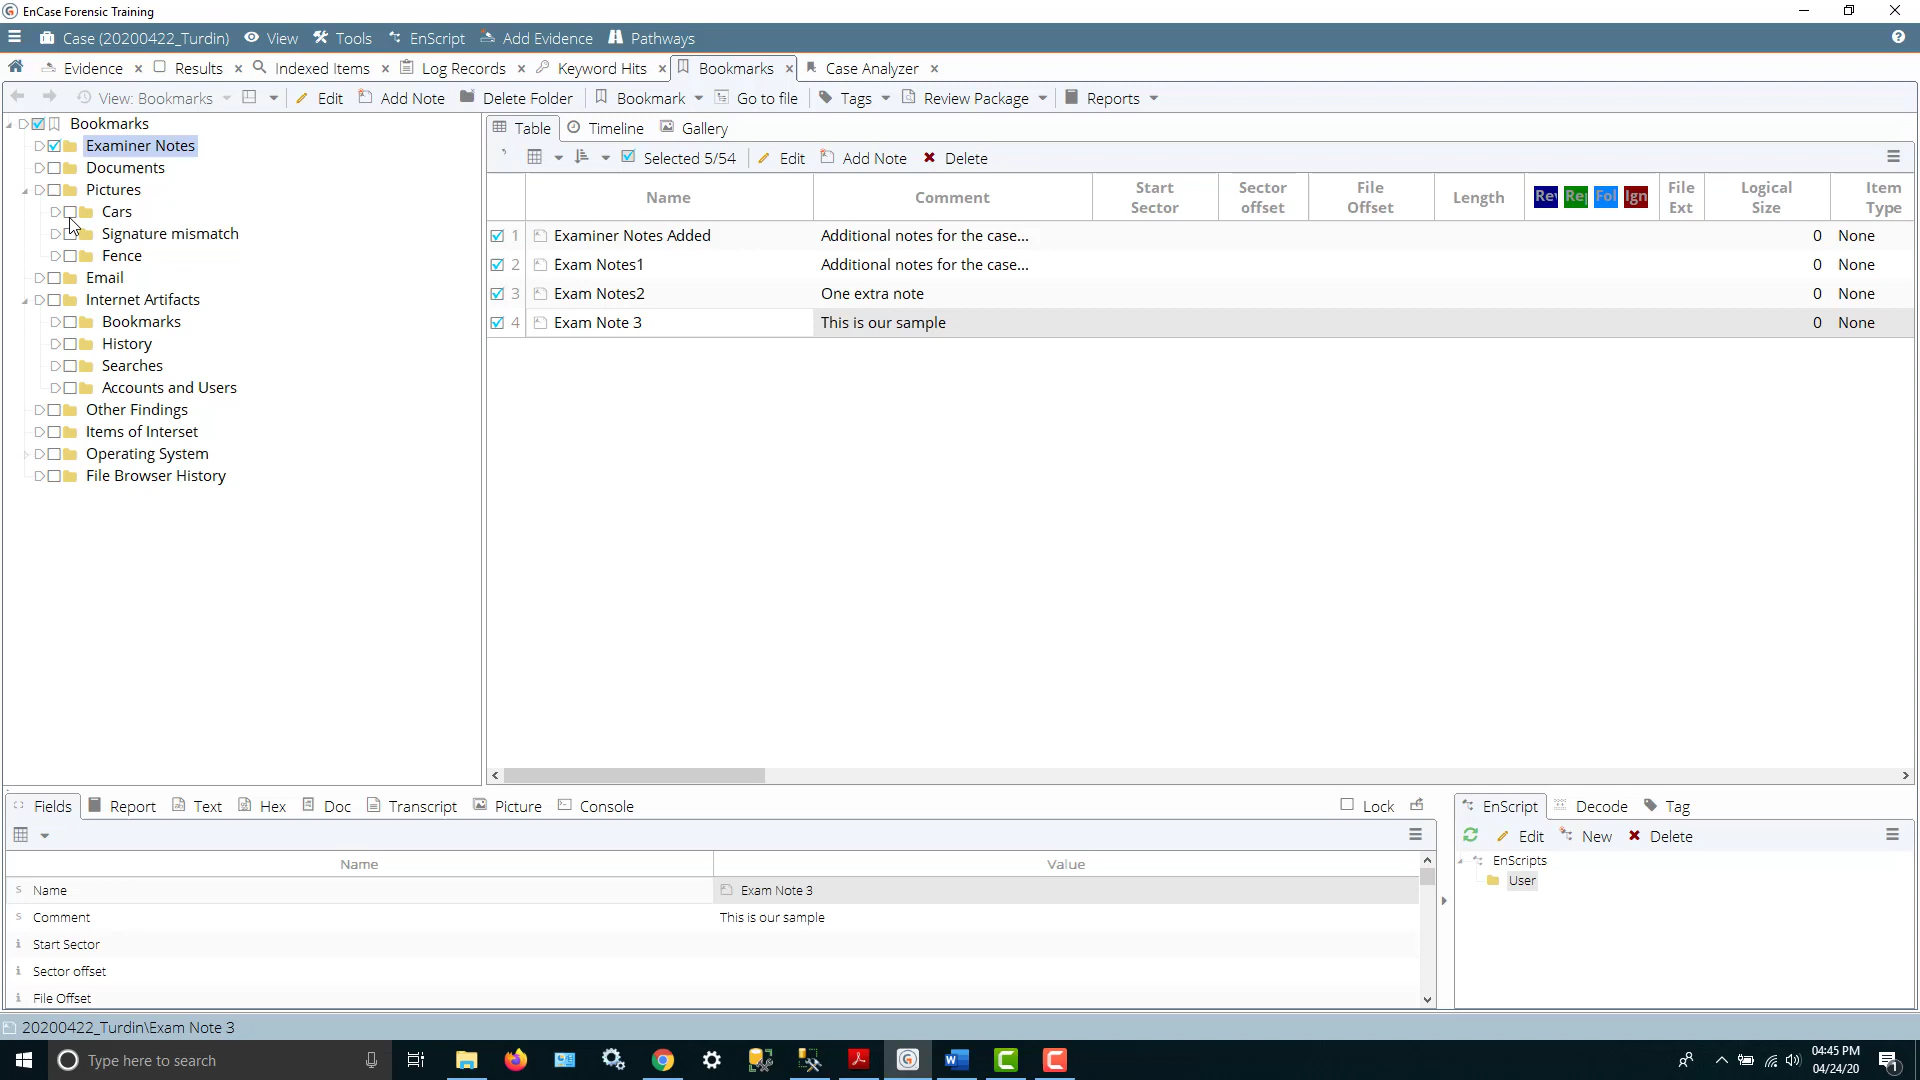 EnCase Forensic Training
Case (20200422_Turdin) View Tools EnScript Add Evidence Pathways
Evidence Results Indexed Items Log Records Keyword Hits Bookmarks Case Analyzer
View: Bookmarks Edit Add Note Delete Folder Bookmark Go to file Tags Review Package Reports
Bookmarks
Examiner Notes
Documents
Pictures
Cars
Signature mismatch
Fence
Email
Internet Artifacts
Bookmarks
History
Searches
Accounts and Users
Other Findings
Items of Interset
Operating System
File Browser History
Table Timeline Gallery
Selected 5/54 Edit Add Note Delete
Name Comment Start Sector Sector offset File Offset Length Rev Rep Fol Ign File Ext Logical Size Item Type
1 Examiner Notes Added Additional notes for the case... 0 None
2 Exam Notes1 Additional notes for the case... 0 None
3 Exam Notes2 One extra note 0 None
4 Exam Note 3 This is our sample 0 None
Fields Report Text Hex Doc Transcript Picture Console Lock
Name Value
Name Exam Note 3
Comment This is our sample
Start Sector
Sector offset
File Offset
EnScript Decode Tag
Edit New Delete
EnScripts
User
20200422_Turdin\Exam Note 3
Type here to search
04:45 PM
04/24/20
1